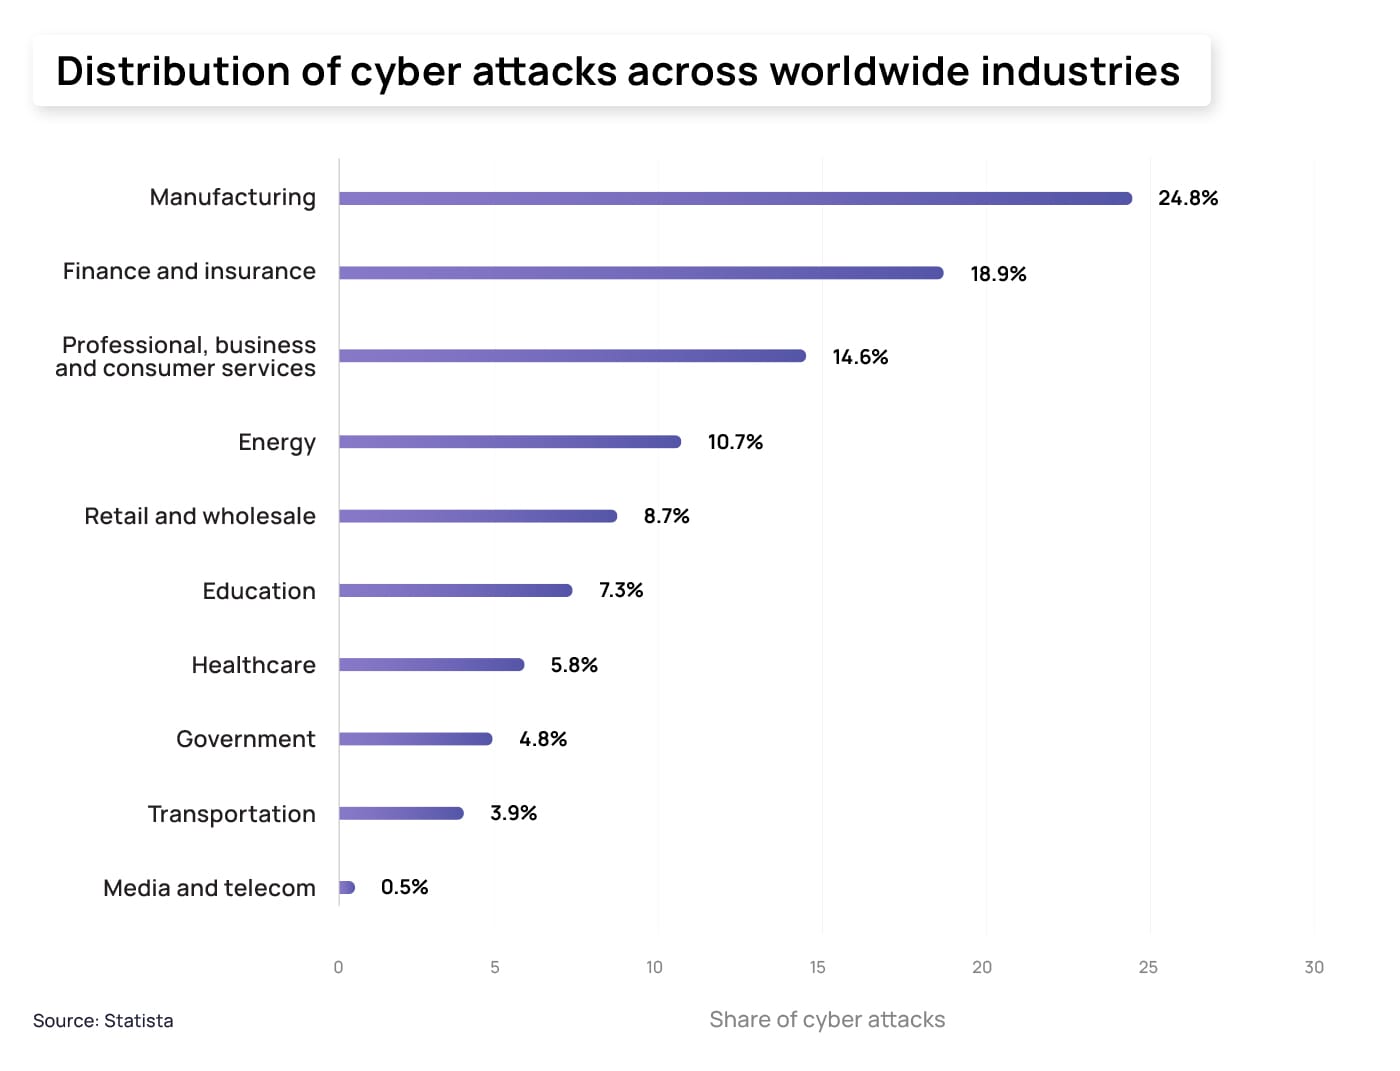 Distribution of cyber attacks across worldwide industries
Manufacturing 24.8%
Finance and insurance 18.9%
Professional, business
and consumer services 14.6%
Energy 10.7%
Retail and wholesale 8.7%
Education 7.3%
Healthcare 5.8%
Government 4.8%
Transportation 3.9%
Media and telecom 0.5%
0 5 10 15 20 25 30
Share of cyber attacks
Source: Statista